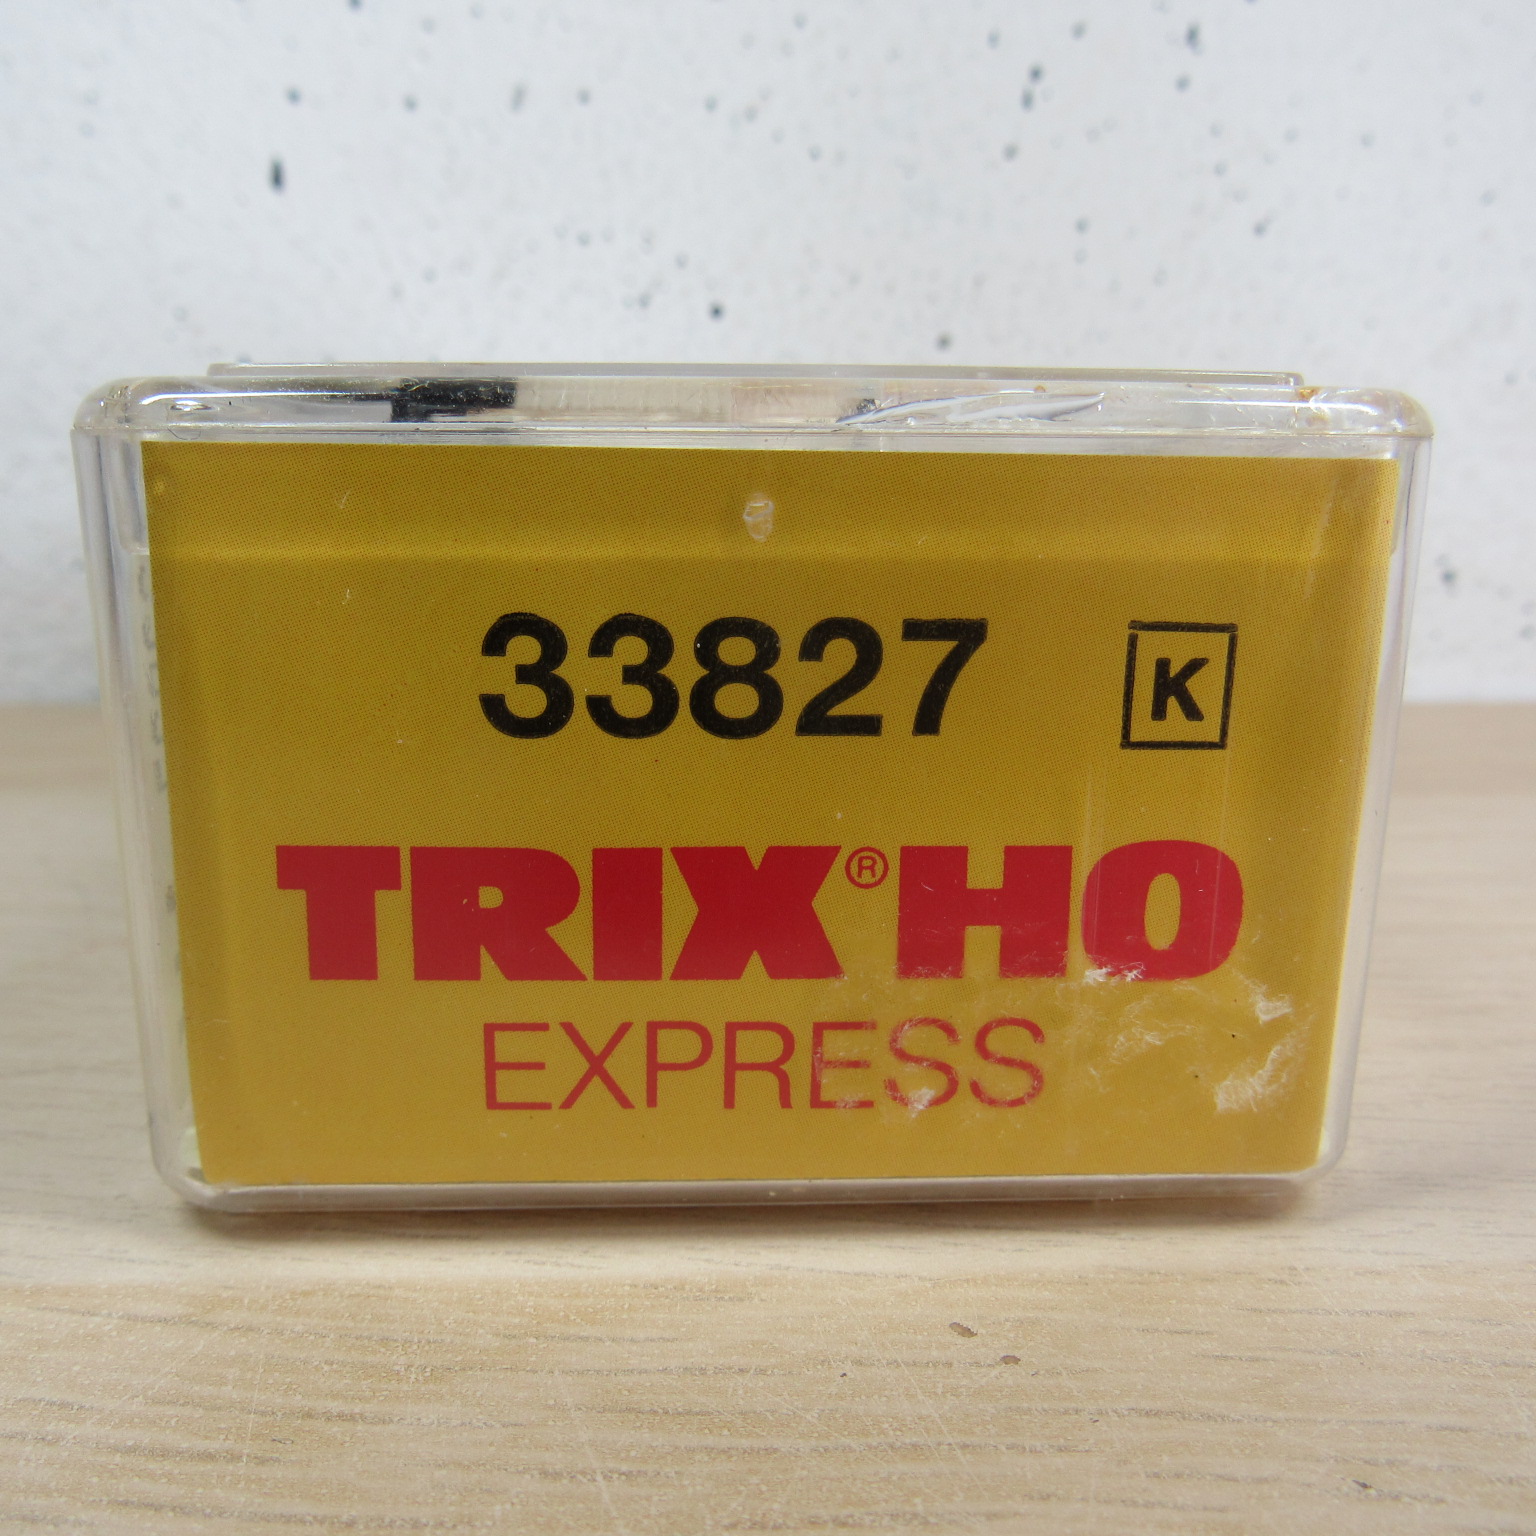 33827 K
TRIX® HO
EXPRESS